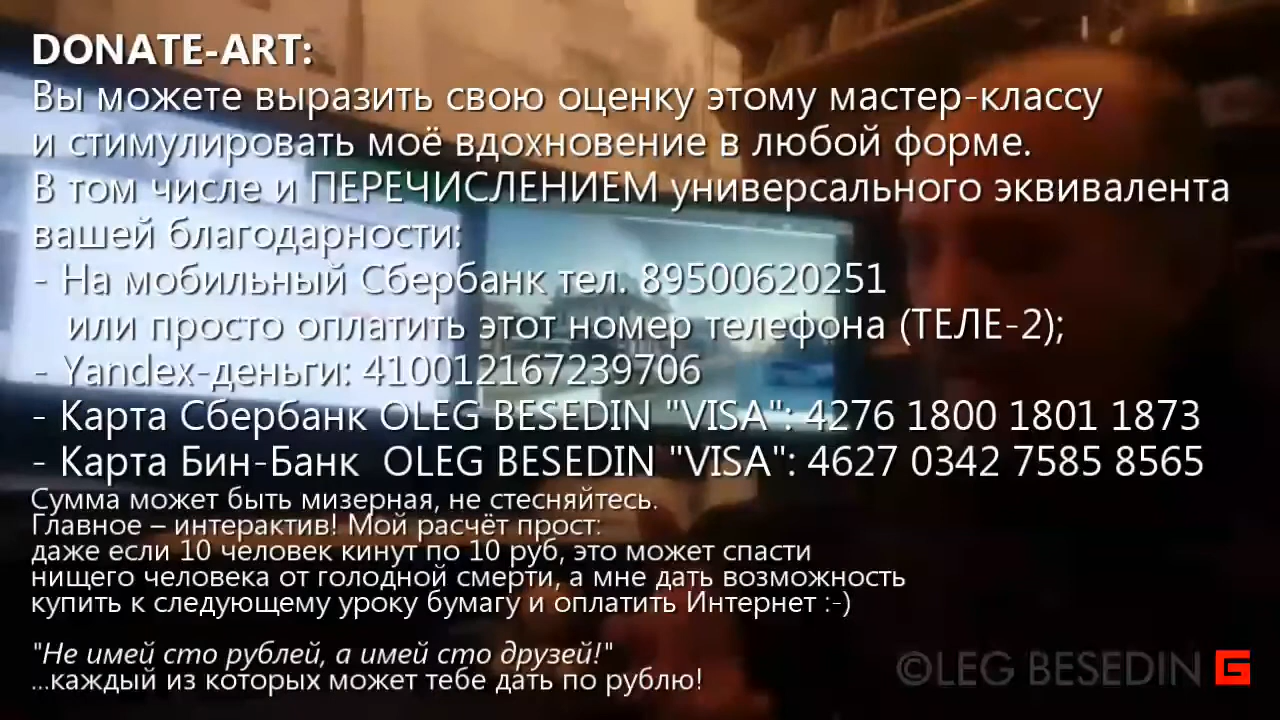 DONATE-ART:
Вы можете выразить свою оценку этому мастер-классу
и стимулировать моё вдохновение в любой форме.
В том числе и ПЕРЕЧИСЛЕНИЕМ универсального эквивалента
вашей благодарности:
- На мобильный Сбербанк тел. 89500620251
или просто оплатить этот номер телефона (ТЕЛЕ-2);
- Yandex-деньги: 410012167239706
- Карта Сбербанк OLEG BESEDIN "VISA": 4276 1800 1801 1873
- Карта Бин-Банк OLEG BESEDIN "VISA": 4627 0342 7585 8565
Сумма может быть мизерная, не стесняйтесь.
Главное – интерактив! Мой расчёт прост:
даже если 10 человек кинут по 10 руб, это может спасти
нищего человека от голодной смерти, а мне дать возможность
купить к следующему уроку бумагу и оплатить Интернет :-)
"Не имей сто рублей, а имей сто друзей!"
...каждый из которых может тебе дать по рублю!
©LEG BESEDIN G